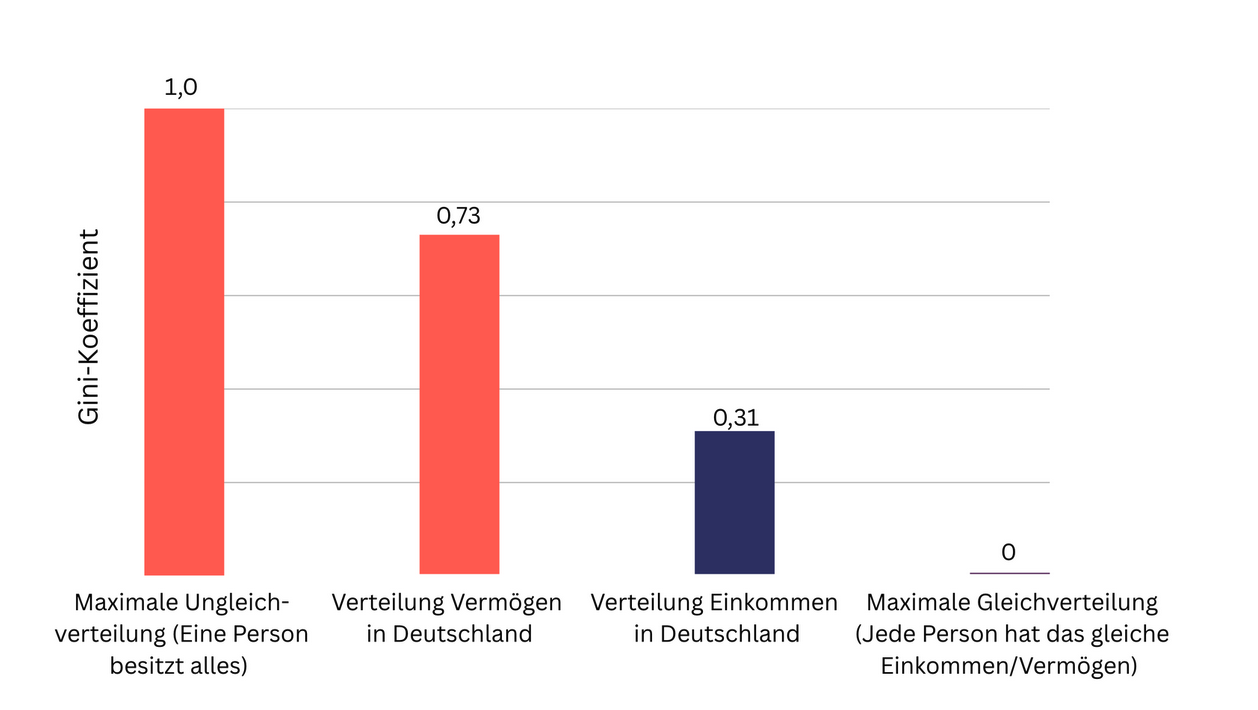 1,0
0,73
0,31
0
Gini-Koeffizient
Maximale Ungleich-
verteilung (Eine Person
besitzt alles)
Verteilung Vermögen
in Deutschland
Verteilung Einkommen
in Deutschland
Maximale Gleichverteilung
(Jede Person hat das gleiche
Einkommen/Vermögen)